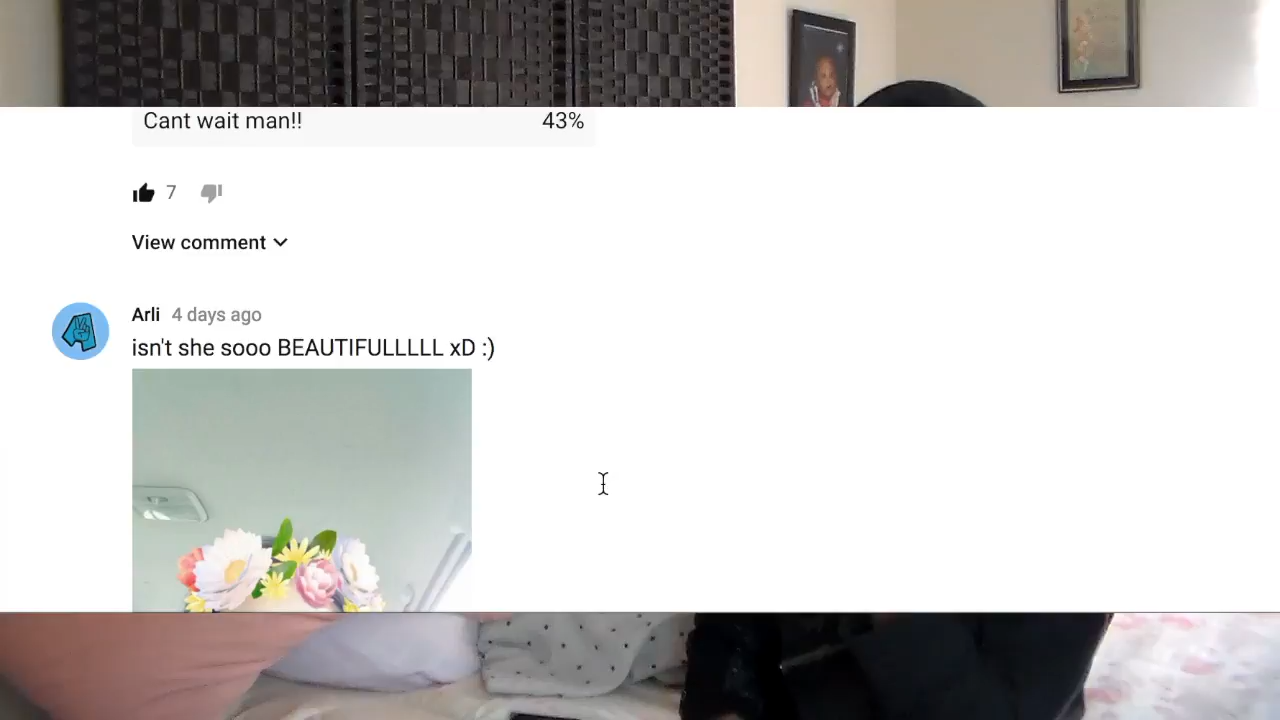 Cant wait man!! 43%
7
View comment
Arli 4 days ago
isn't she sooo BEAUTIFULLLLL xD :)